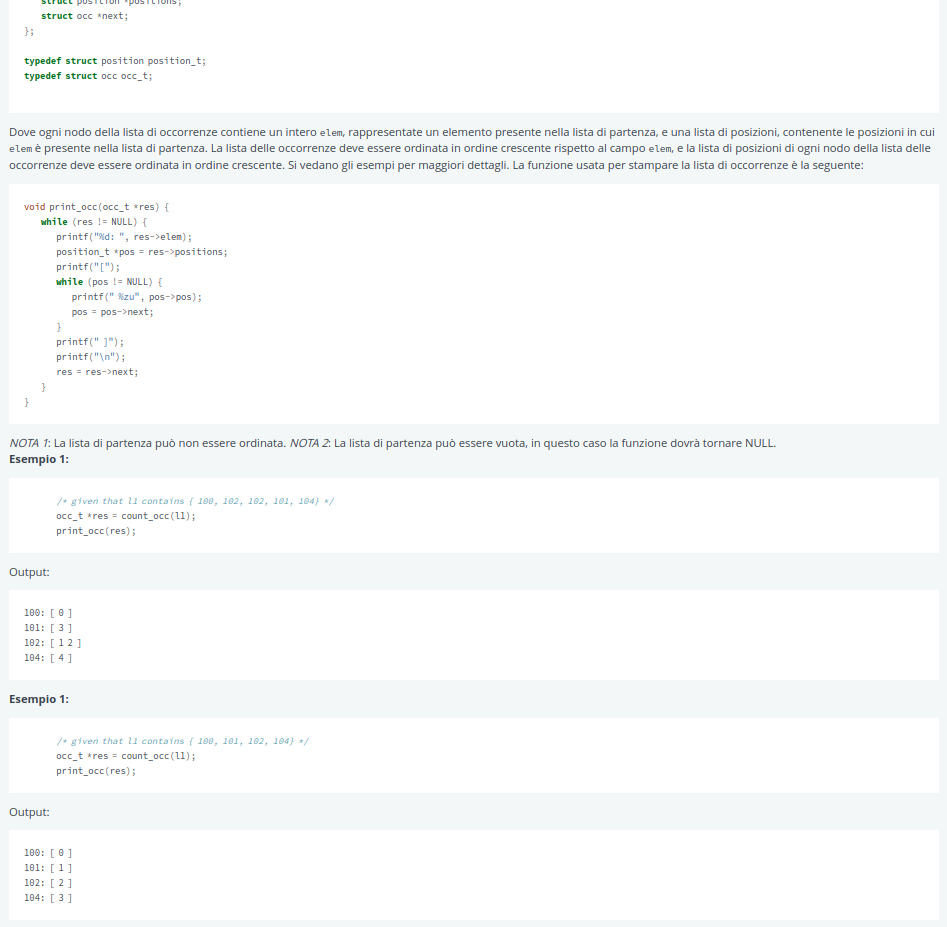 struct position *positions;
struct occ *next;
};
typedef struct position position_t;
typedef struct occ occ_t;
Dove ogni nodo della lista di occorrenze contiene un intero elem, rappresentate un elemento presente nella lista di partenza, e una lista di posizioni, contenente le posizioni in cui
elem è presente nella lista di partenza. La lista delle occorrenze deve essere ordinata in ordine crescente rispetto al campo elem, e la lista di posizioni di ogni nodo della lista delle
occorrenze deve essere ordinata in ordine crescente. Si vedano gli esempi per maggiori dettagli. La funzione usata per stampare la lista di occorrenze è la seguente:
void print_occ(occ_t *res) {
while (res != NULL) {
printf("%d: ", res->elem);
position_t *pos = res->positions;
printf("[");
while (pos != NULL) {
printf(" %zu", pos->pos);
pos = pos->next;
}
printf(" ]");
printf("\n");
res = res->next;
}
}
NOTA 1: La lista di partenza può non essere ordinata. NOTA 2: La lista di partenza può essere vuota, in questo caso la funzione dovrà tornare NULL.
Esempio 1:
/* given that l1 contains { 100, 102, 102, 101, 104} */
occ_t *res = count_occ(l1);
print_occ(res);
Output:
100: [ 0 ]
101: [ 3 ]
102: [ 1 2 ]
104: [ 4 ]
Esempio 1:
/* given that l1 contains { 100, 101, 102, 104} */
occ_t *res = count_occ(l1);
print_occ(res);
Output:
100: [ 0 ]
101: [ 1 ]
102: [ 2 ]
104: [ 3 ]